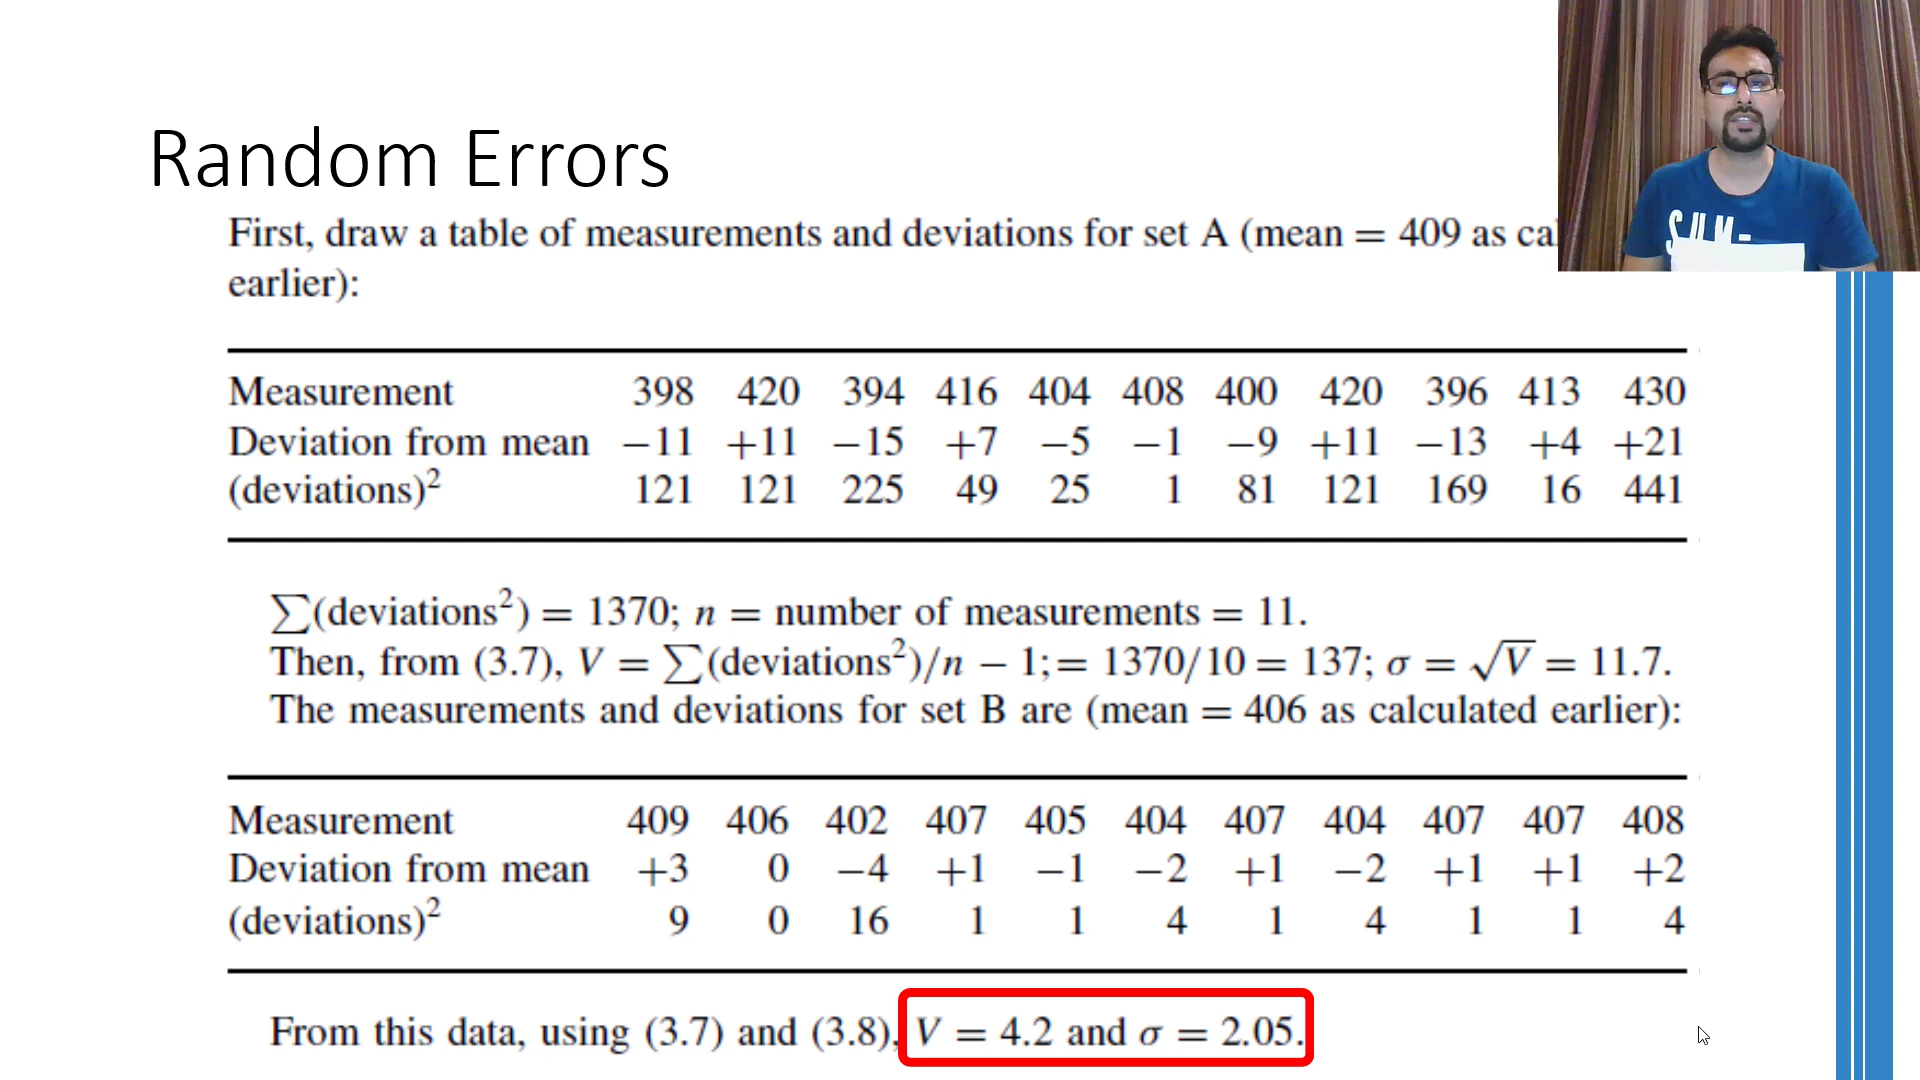 Random Errors
First, draw a table of measurements and deviations for set A (mean = 409 as cal
earlier):
Measurement 398 420 394 416 404 408 400 420 396 413 430
Deviation from mean −11 +11 −15 +7 −5 −1 −9 +11 −13 +4 +21
(deviations)² 121 121 225 49 25 1 81 121 169 16 441
∑(deviations²) = 1370; n = number of measurements = 11.
Then, from (3.7), V = ∑(deviations²)/n − 1;= 1370/10 = 137; σ = √V = 11.7.
The measurements and deviations for set B are (mean = 406 as calculated earlier):
Measurement 409 406 402 407 405 404 407 404 407 407 408
Deviation from mean +3 0 −4 +1 −1 −2 +1 −2 +1 +1 +2
(deviations)² 9 0 16 1 1 4 1 4 1 1 4
From this data, using (3.7) and (3.8), V = 4.2 and σ = 2.05.